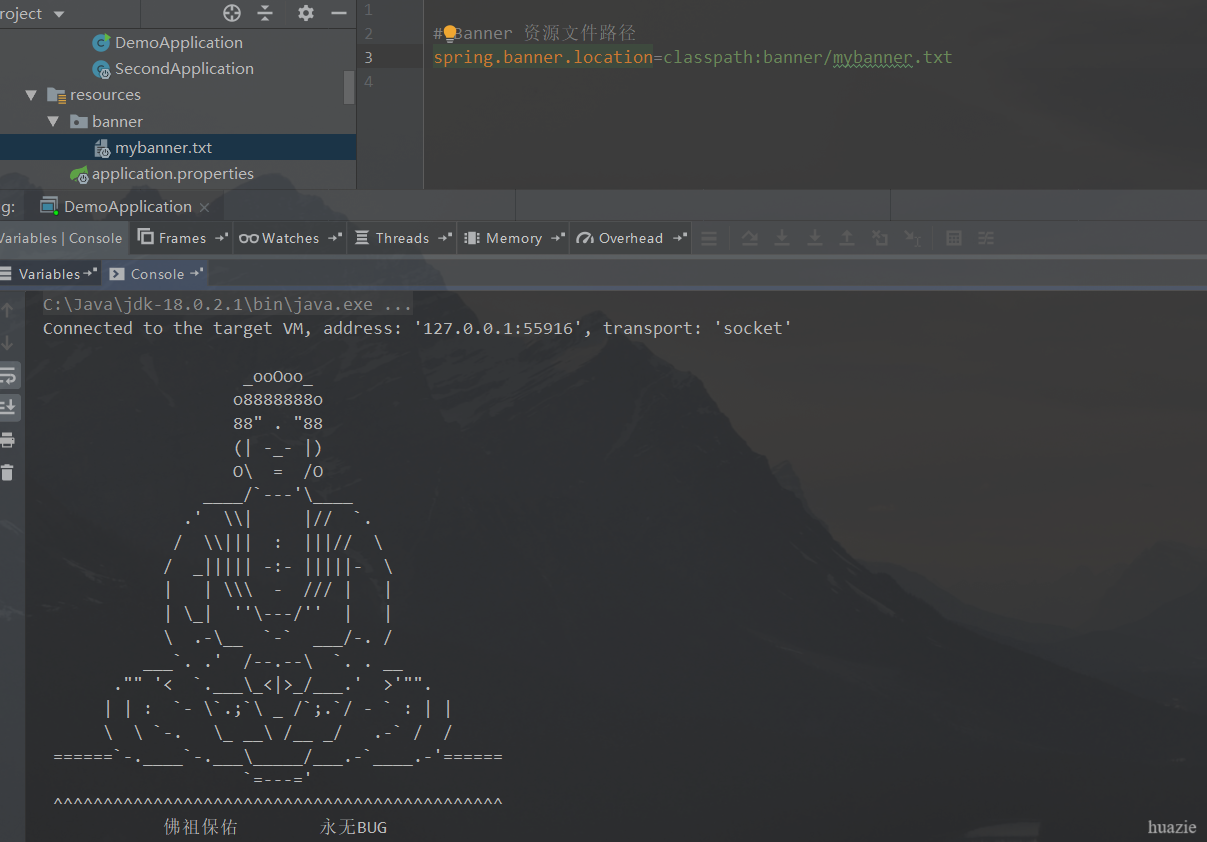 roject
DemoApplication
SecondApplication
resources
banner
mybanner.txt
application.properties
1
2 # Banner 资源文件路径
3 spring.banner.location=classpath:banner/mybanner.txt
4
g: DemoApplication ×
Variables | Console Frames Watches Threads Memory Overhead
Variables Console
C:\Java\jdk-18.0.2.1\bin\java.exe ...
Connected to the target VM, address: '127.0.0.1:55916', transport: 'socket'
                    _ooOoo_
                   o8888888o
                   88" . "88
                   (| -_- |)
                   O\  =  /O
                ____/`---'\____
              .'  \\|     |//  `.
             /  \\|||  :  |||//  \
            /  _||||| -:- |||||-  \
            |   | \\\  -  /// |   |
            | \_|  ''\---/''  |   |
            \  .-\__  `-`  ___/-. /
          ___`. .'  /--.--\  `. . __
       ."" '<  `.___\_<|>_/___.'  >'"".
      | | :  `- \`.;`\ _ /`;.`/ - ` : | |
      \  \ `-.   \_ __\ /__ _/   .-` /  /
 ======`-.____`-.___\_____/___.-`____.-'======
                    `=---='
 ^^^^^^^^^^^^^^^^^^^^^^^^^^^^^^^^^^^^^^^^^^^^^
            佛祖保佑        永无BUG
huazie